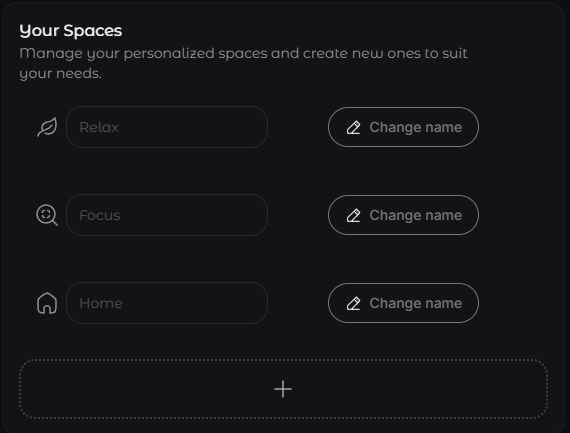 Your Spaces
Manage your personalized spaces and create new ones to suit
your needs.
Relax
Change name
Focus
Change name
Home
Change name